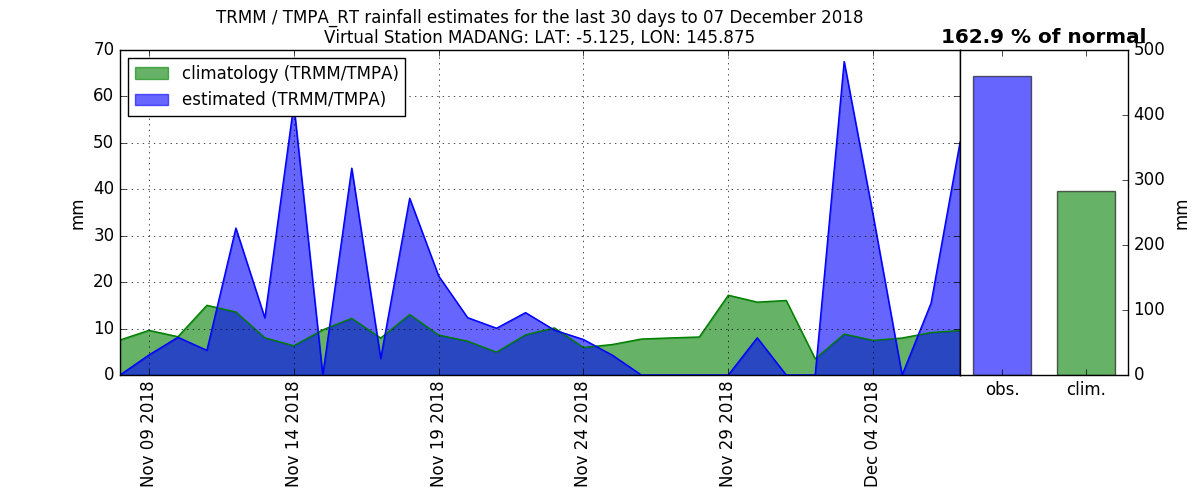 TRMM / TMPA_RT rainfall estimates for the last 30 days to 07 December 2018
Virtual Station MADANG: LAT: -5.125, LON: 145.875
162.9 % of normal
climatology (TRMM/TMPA)
estimated (TRMM/TMPA)
70
60
50
40
30
20
10
0
mm
Nov 09 2018
Nov 14 2018
Nov 19 2018
Nov 24 2018
Nov 29 2018
Dec 04 2018
obs.
clim.
500
400
300
200
100
0
mm